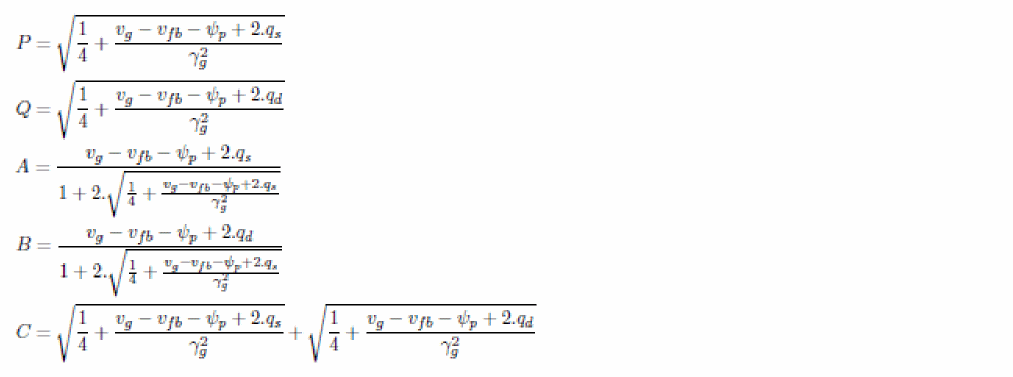 P = \sqrt{\frac{1}{4} + \frac{v_g - v_{fb} - \psi_p + 2.q_s}{\gamma_g^2}}
Q = \sqrt{\frac{1}{4} + \frac{v_g - v_{fb} - \psi_p + 2.q_d}{\gamma_g^2}}
A = \frac{v_g - v_{fb} - \psi_p + 2.q_s}{1 + 2.\sqrt{\frac{1}{4} + \frac{v_g - v_{fb} - \psi_p + 2.q_s}{\gamma_g^2}}}
B = \frac{v_g - v_{fb} - \psi_p + 2.q_d}{1 + 2.\sqrt{\frac{1}{4} + \frac{v_g - v_{fb} - \psi_p + 2.q_s}{\gamma_g^2}}}
C = \sqrt{\frac{1}{4} + \frac{v_g - v_{fb} - \psi_p + 2.q_s}{\gamma_g^2}} + \sqrt{\frac{1}{4} + \frac{v_g - v_{fb} - \psi_p + 2.q_d}{\gamma_g^2}}